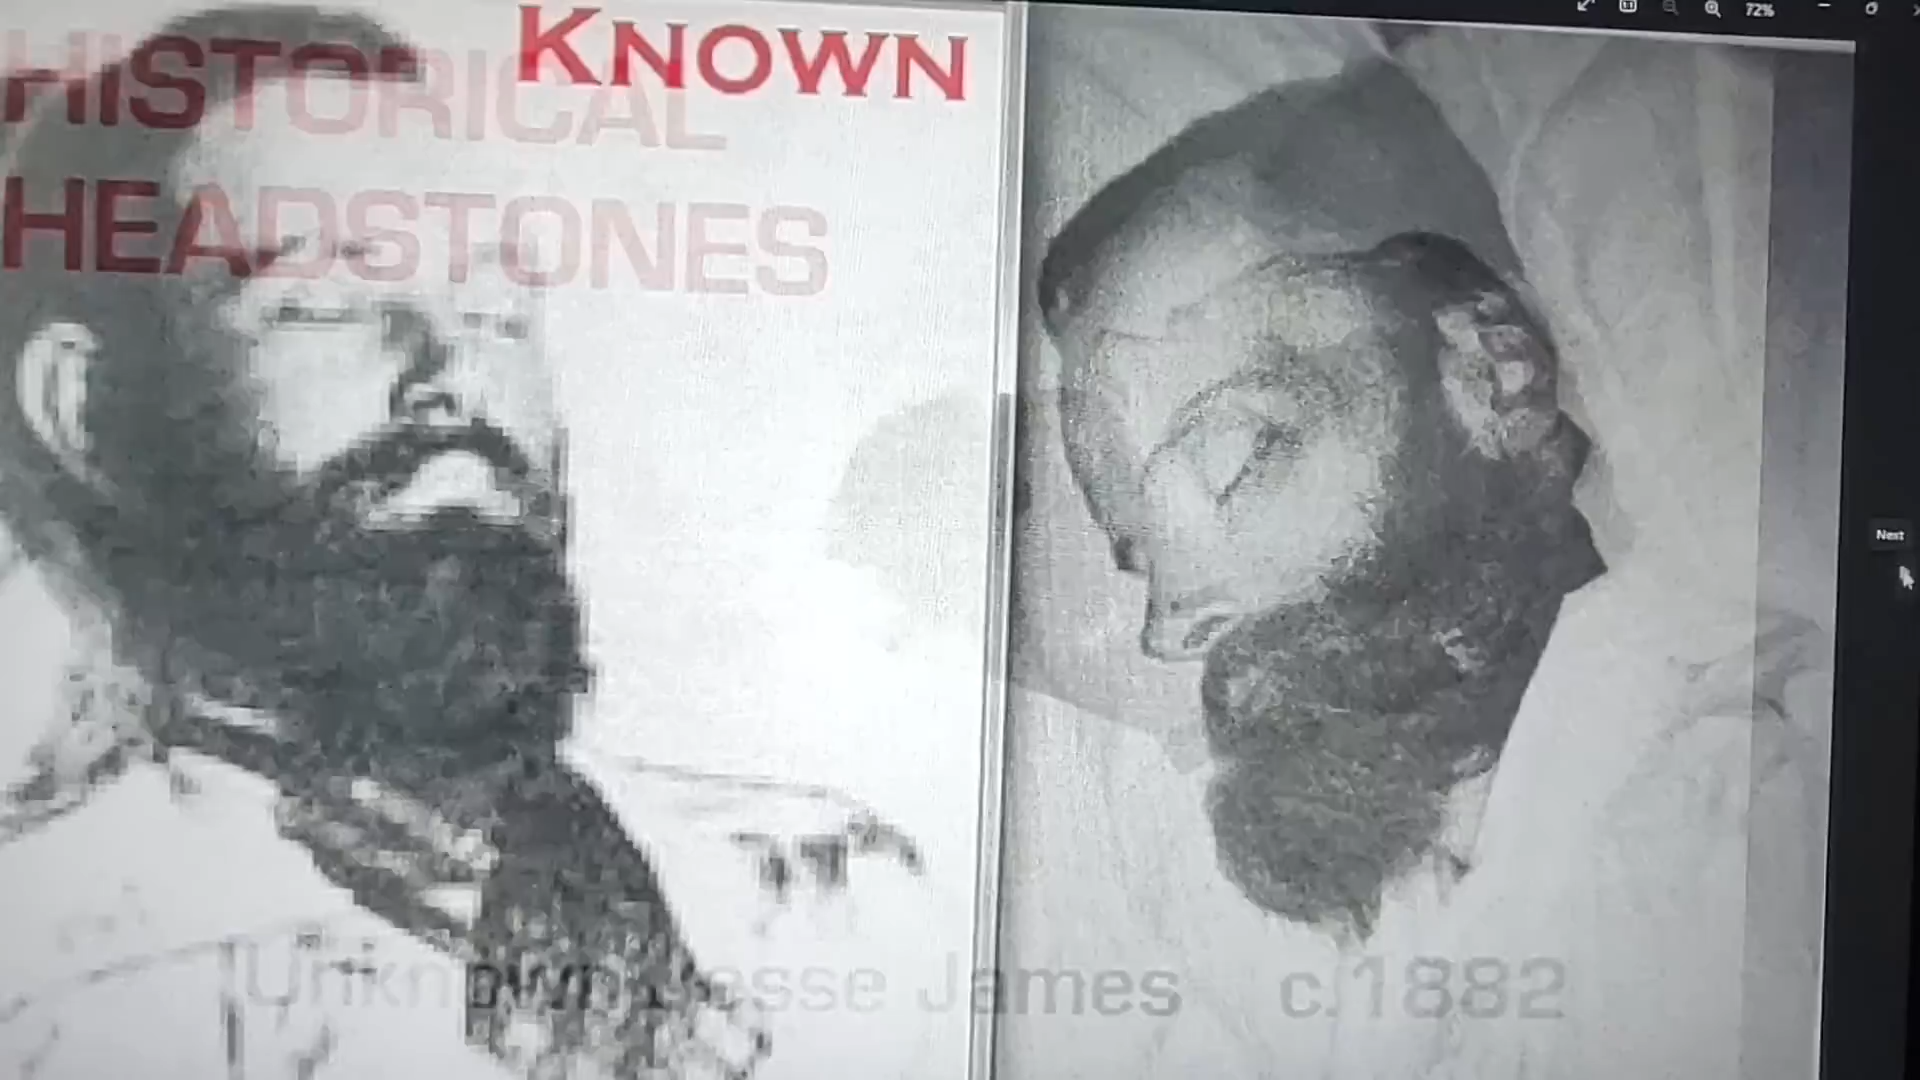 KNOWN
HISTORICAL
HEADSTONES
72%
Next
Unknown Jesse James c.1882